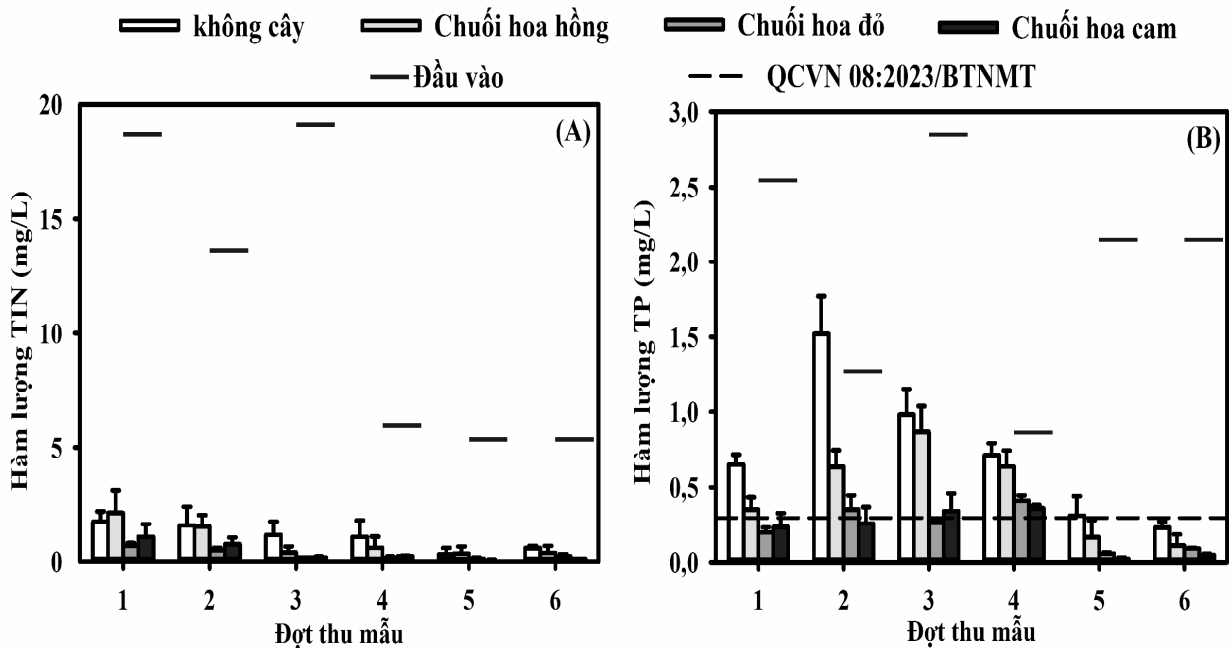 không cây Chuối hoa hồng Chuối hoa đỏ Chuối hoa cam
Đầu vào QCVN 08:2023/BTNMT
(A)
Hàm lượng TIN (mg/L)
20
15
10
5
0
1 2 3 4 5 6
Đợt thu mẫu
(B)
Hàm lượng TP (mg/L)
3,0
2,5
2,0
1,5
1,0
0,5
0,0
1 2 3 4 5 6
Đợt thu mẫu